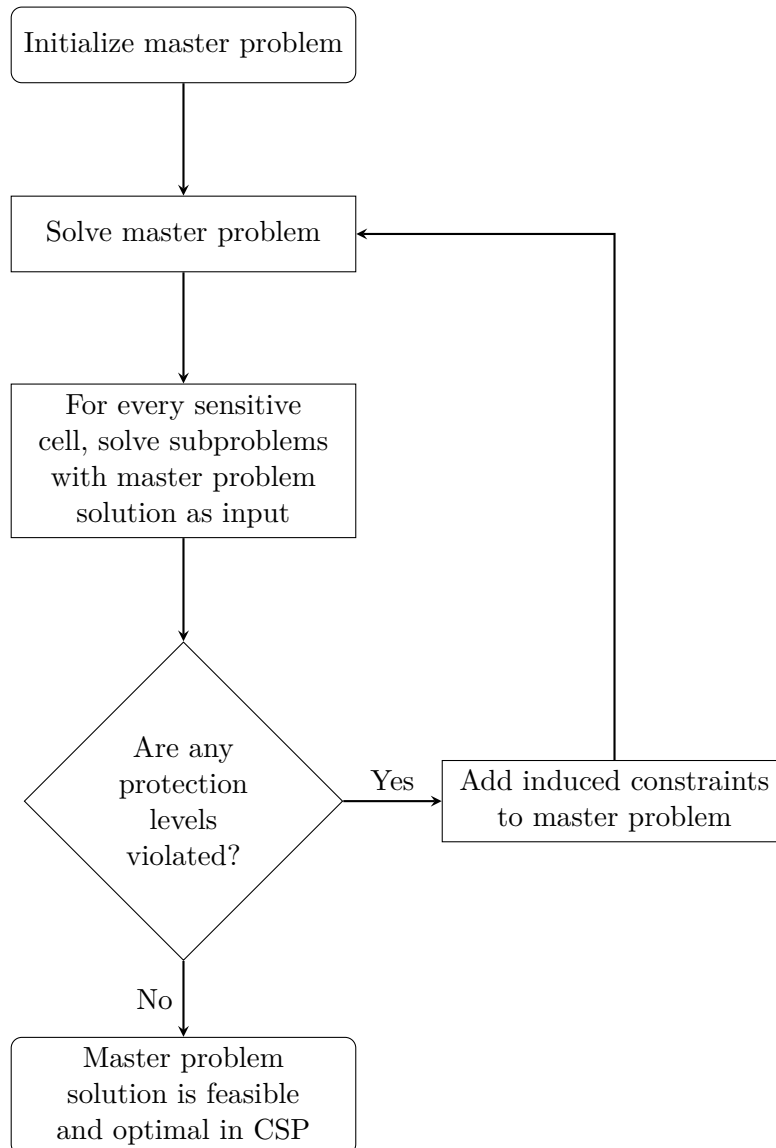 Initialize master problem
Solve master problem
For every sensitive
cell, solve subproblems
with master problem
solution as input
Are any
protection
levels
violated?
Yes
Add induced constraints
to master problem
No
Master problem
solution is feasible
and optimal in CSP